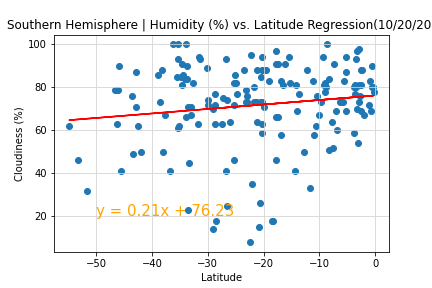 Southern Hemisphere | Humidity (%) vs. Latitude Regression(10/20/20
100
80
60
40
20
Cloudiness (%)
y = 0.21x + 76.23
−50
−40
−30
−20
−10
0
Latitude